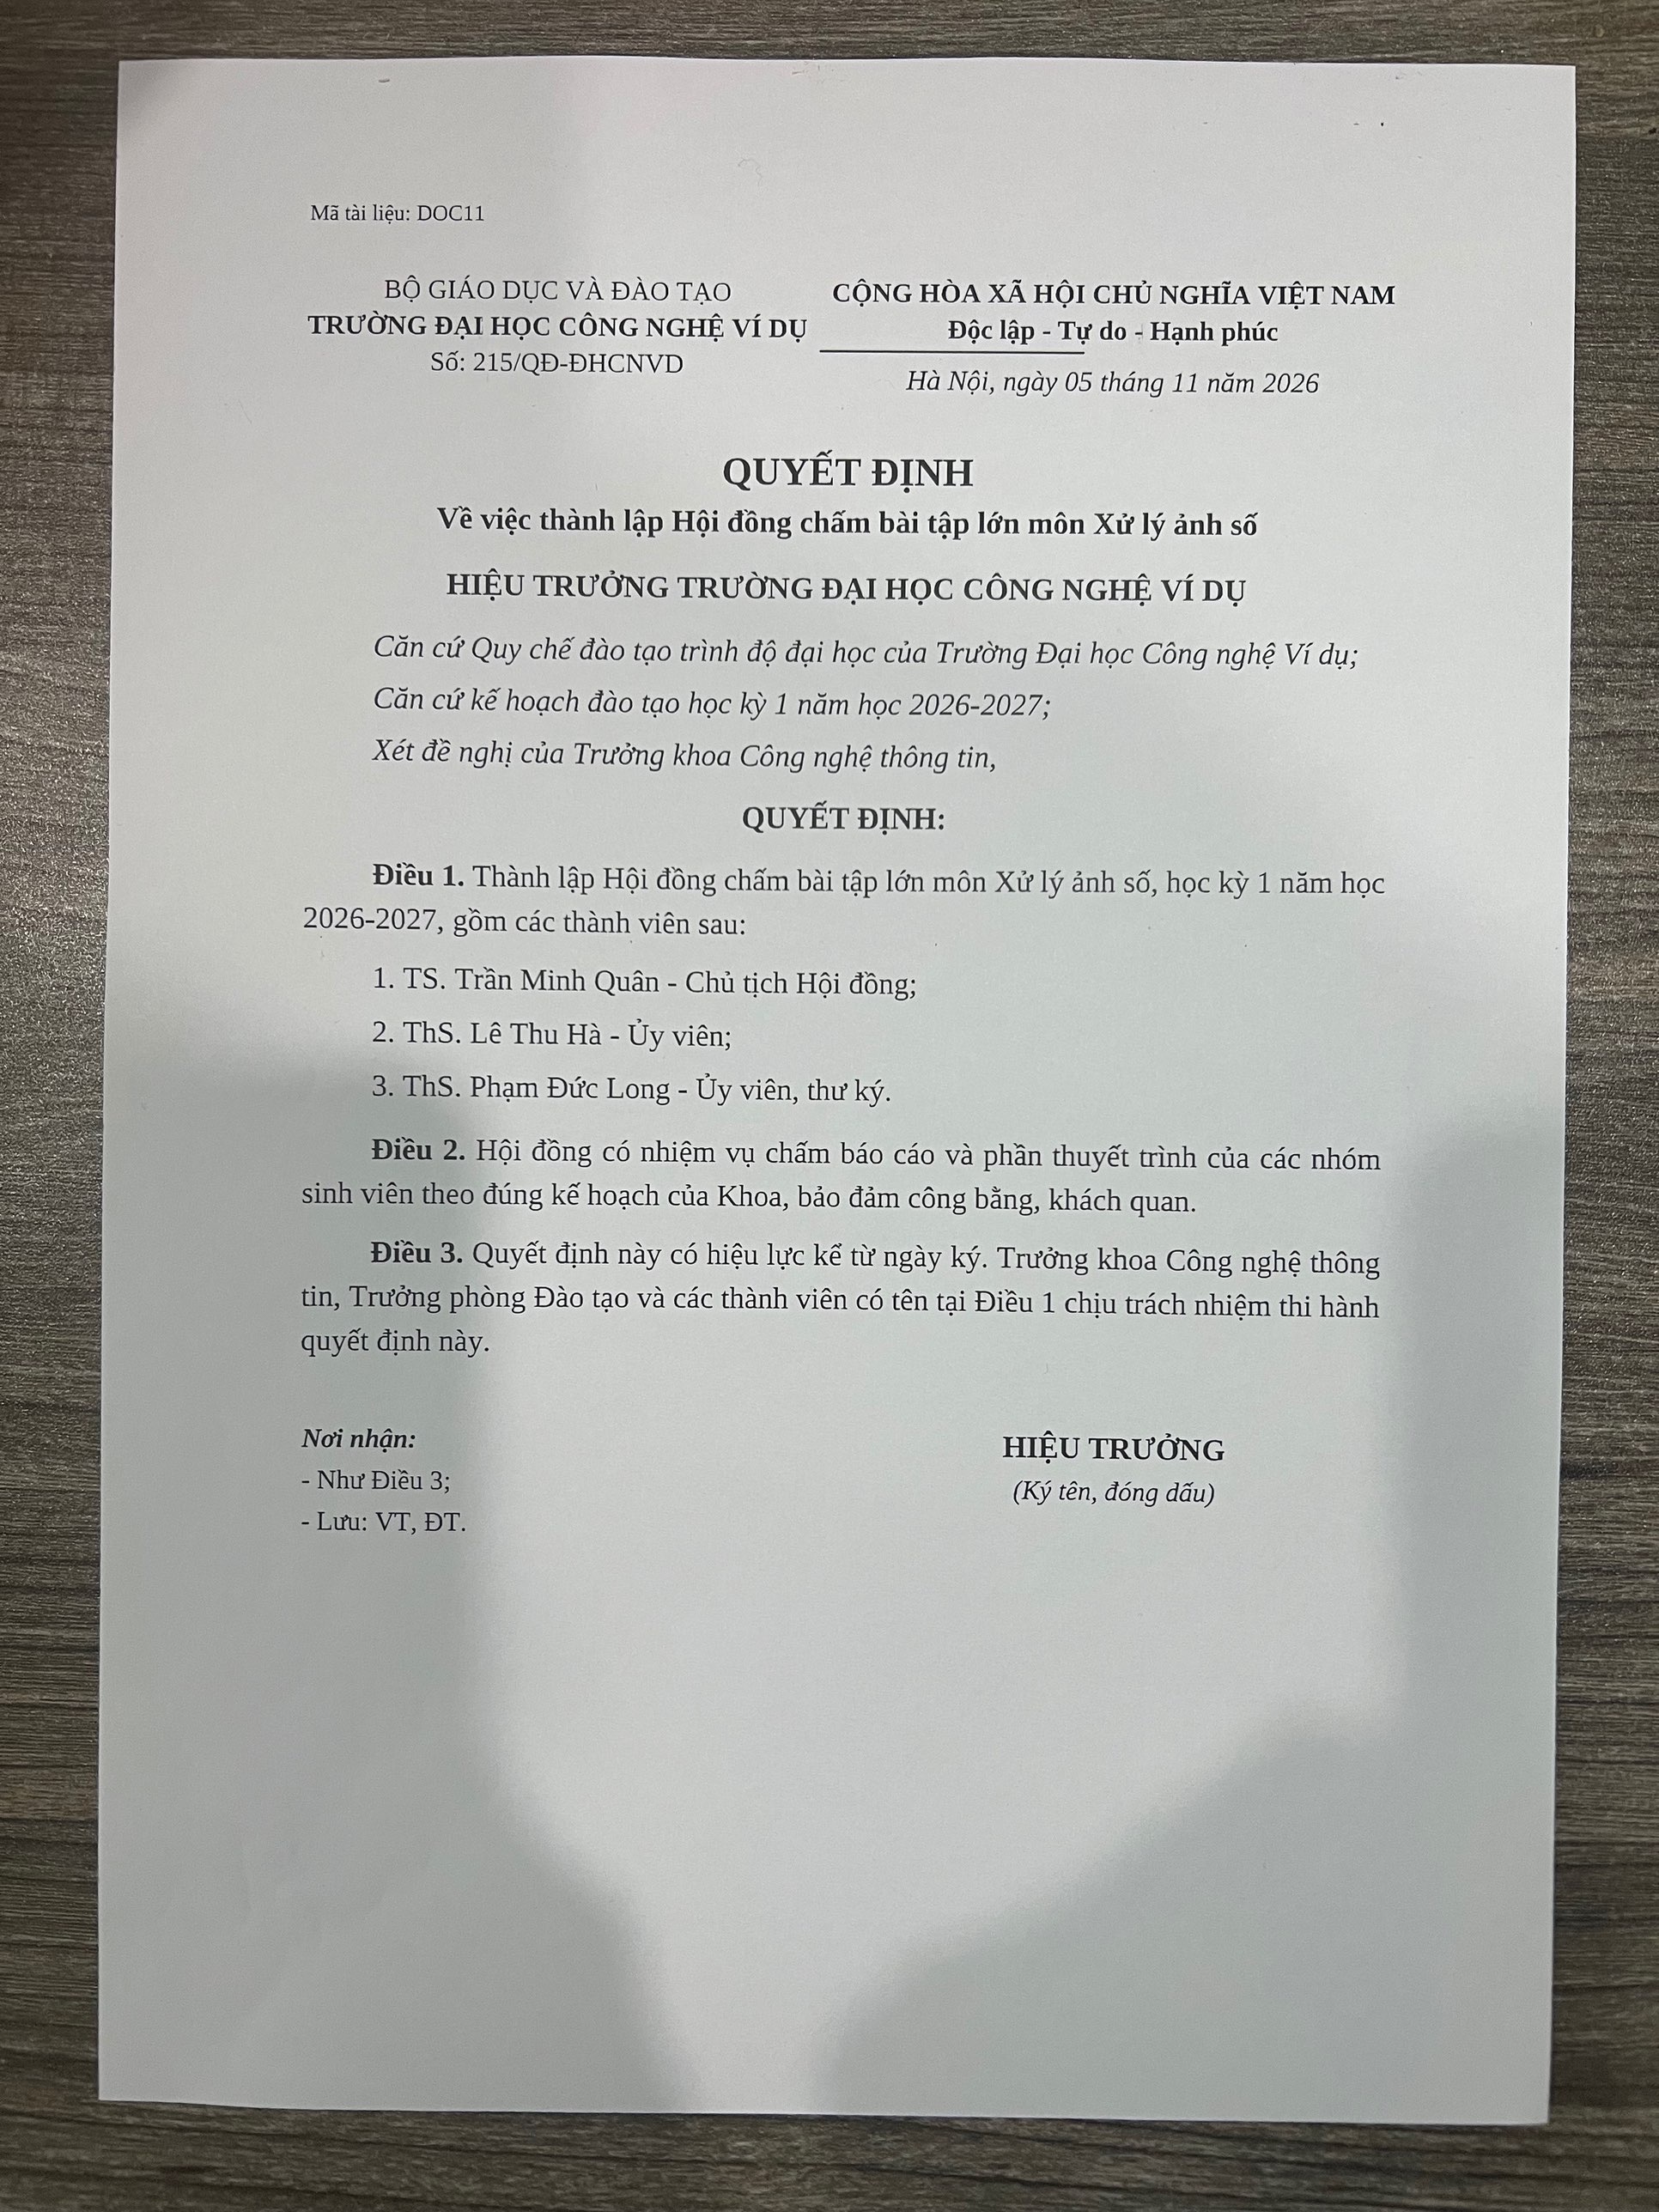 Mã tài liệu: DOC11
BỘ GIÁO DỤC VÀ ĐÀO TẠO
TRƯỜNG ĐẠI HỌC CÔNG NGHỆ VÍ DỤ
Số: 215/QĐ-ĐHCNVD
CỘNG HÒA XÃ HỘI CHỦ NGHĨA VIỆT NAM
Độc lập - Tự do - Hạnh phúc
Hà Nội, ngày 05 tháng 11 năm 2026
QUYẾT ĐỊNH
Về việc thành lập Hội đồng chấm bài tập lớn môn Xử lý ảnh số
HIỆU TRƯỞNG TRƯỜNG ĐẠI HỌC CÔNG NGHỆ VÍ DỤ
Căn cứ Quy chế đào tạo trình độ đại học của Trường Đại học Công nghệ Ví dụ;
Căn cứ kế hoạch đào tạo học kỳ 1 năm học 2026-2027;
Xét đề nghị của Trưởng khoa Công nghệ thông tin,
QUYẾT ĐỊNH:
Điều 1. Thành lập Hội đồng chấm bài tập lớn môn Xử lý ảnh số, học kỳ 1 năm học
2026-2027, gồm các thành viên sau:
1. TS. Trần Minh Quân - Chủ tịch Hội đồng;
2. ThS. Lê Thu Hà - Ủy viên;
3. ThS. Phạm Đức Long - Ủy viên, thư ký.
Điều 2. Hội đồng có nhiệm vụ chấm báo cáo và phần thuyết trình của các nhóm
sinh viên theo đúng kế hoạch của Khoa, bảo đảm công bằng, khách quan.
Điều 3. Quyết định này có hiệu lực kể từ ngày ký. Trưởng khoa Công nghệ thông
tin, Trưởng phòng Đào tạo và các thành viên có tên tại Điều 1 chịu trách nhiệm thi hành
quyết định này.
Nơi nhận:
- Như Điều 3;
- Lưu: VT, ĐT.
HIỆU TRƯỞNG
(Ký tên, đóng dấu)